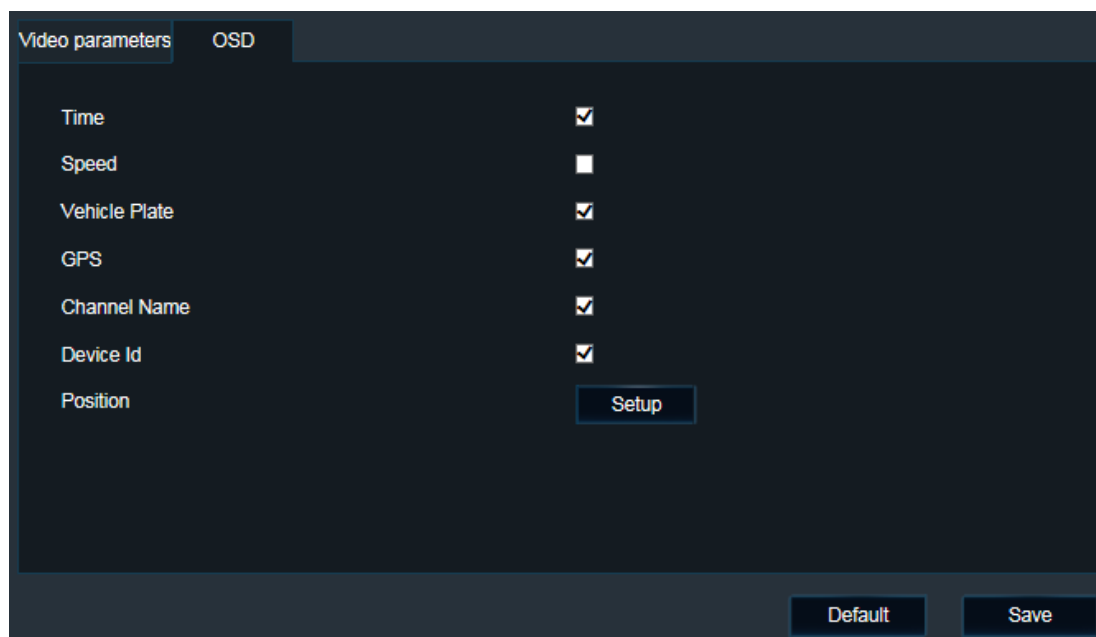 Video parameters OSD
Time
Speed
Vehicle Plate
GPS
Channel Name
Device Id
Position Setup
Default Save